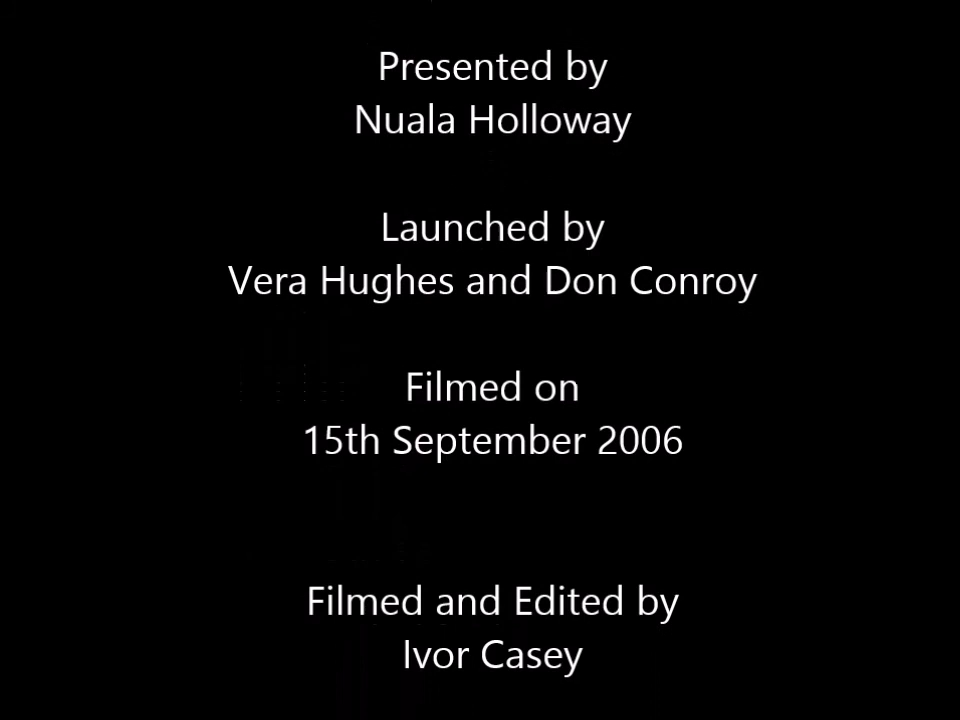 Presented by
Nuala Holloway
Launched by
Vera Hughes and Don Conroy
Filmed on
15th September 2006
Filmed and Edited by
Ivor Casey